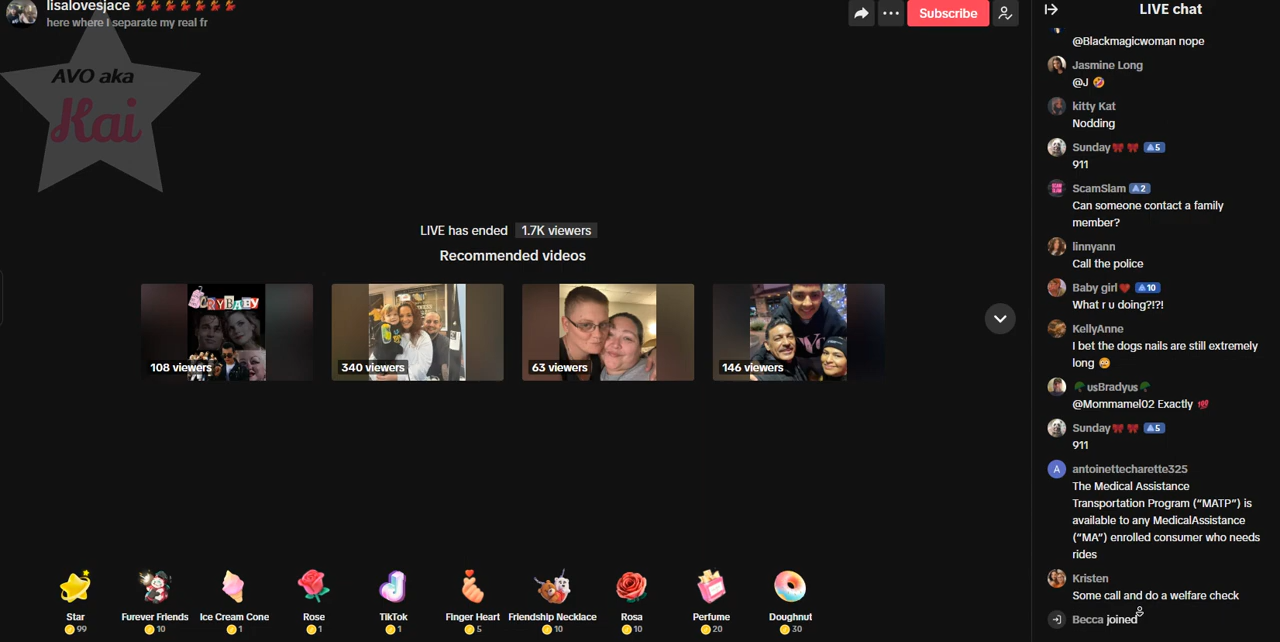 lisalovesjace
here where I separate my real fr
Subscribe
AVO aka
Kai
LIVE has ended 1.7K viewers
Recommended videos
CRYBABY
108 viewers
340 viewers
63 viewers
146 viewers
Star
99
Furever Friends
10
Ice Cream Cone
1
Rose
1
TikTok
1
Finger Heart
5
Friendship Necklace
10
Rosa
10
Perfume
20
Doughnut
30
LIVE chat
@Blackmagicwoman nope
Jasmine Long
@J 🤣
kitty Kat
Nodding
Sunday 5
911
ScamSlam 2
Can someone contact a family
member?
linnyann
Call the police
Baby girl❤️ 10
What r u doing?!?!
KellyAnne
I bet the dogs nails are still extremely
long
🥦usBradyus🥦
@Mommamel02 Exactly 💯
Sunday 5
911
A antoinettecharette325
The Medical Assistance
Transportation Program (“MATP”) is
available to any MedicalAssistance
(“MA”) enrolled consumer who needs
rides
Kristen
Some call and do a welfare check
Becca joined